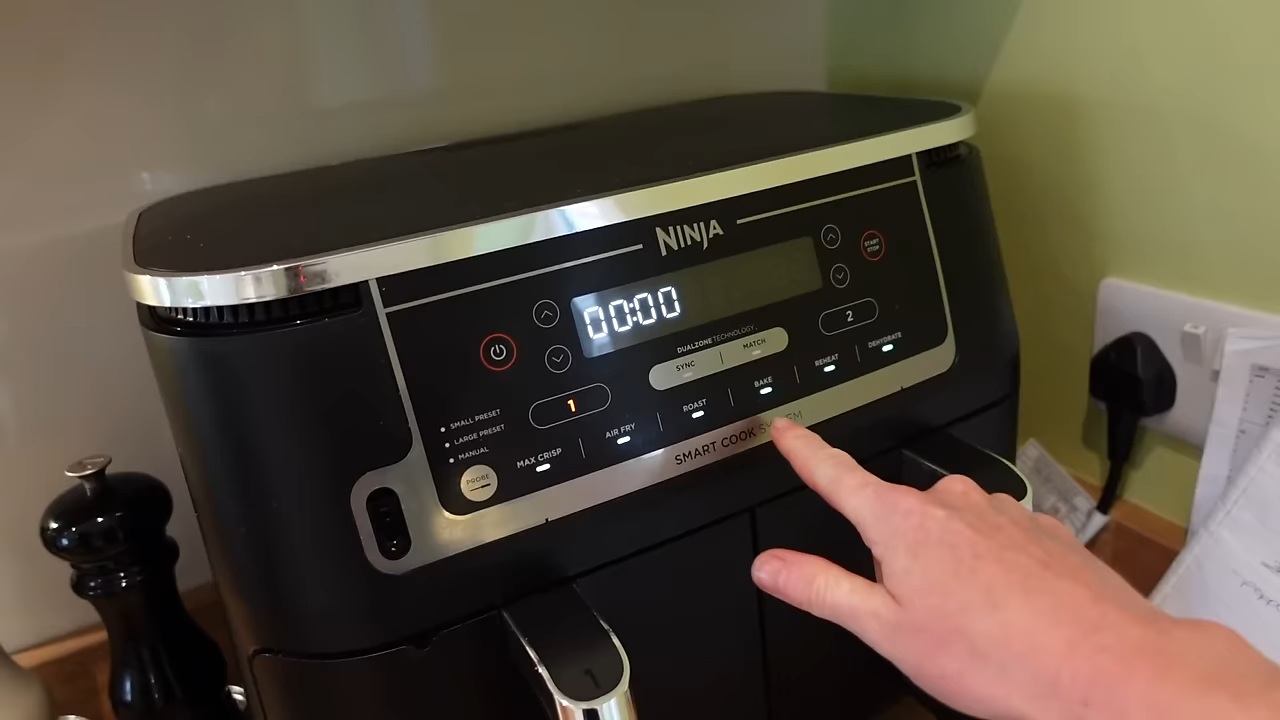 NINJA
START
STOP
00:00
DUALZONE TECHNOLOGY
SYNC
MATCH
1
2
SMALL PRESET
LARGE PRESET
MANUAL
PROBE
MAX CRISP
AIR FRY
ROAST
BAKE
REHEAT
DEHYDRATE
SMART COOK SYSTEM
1